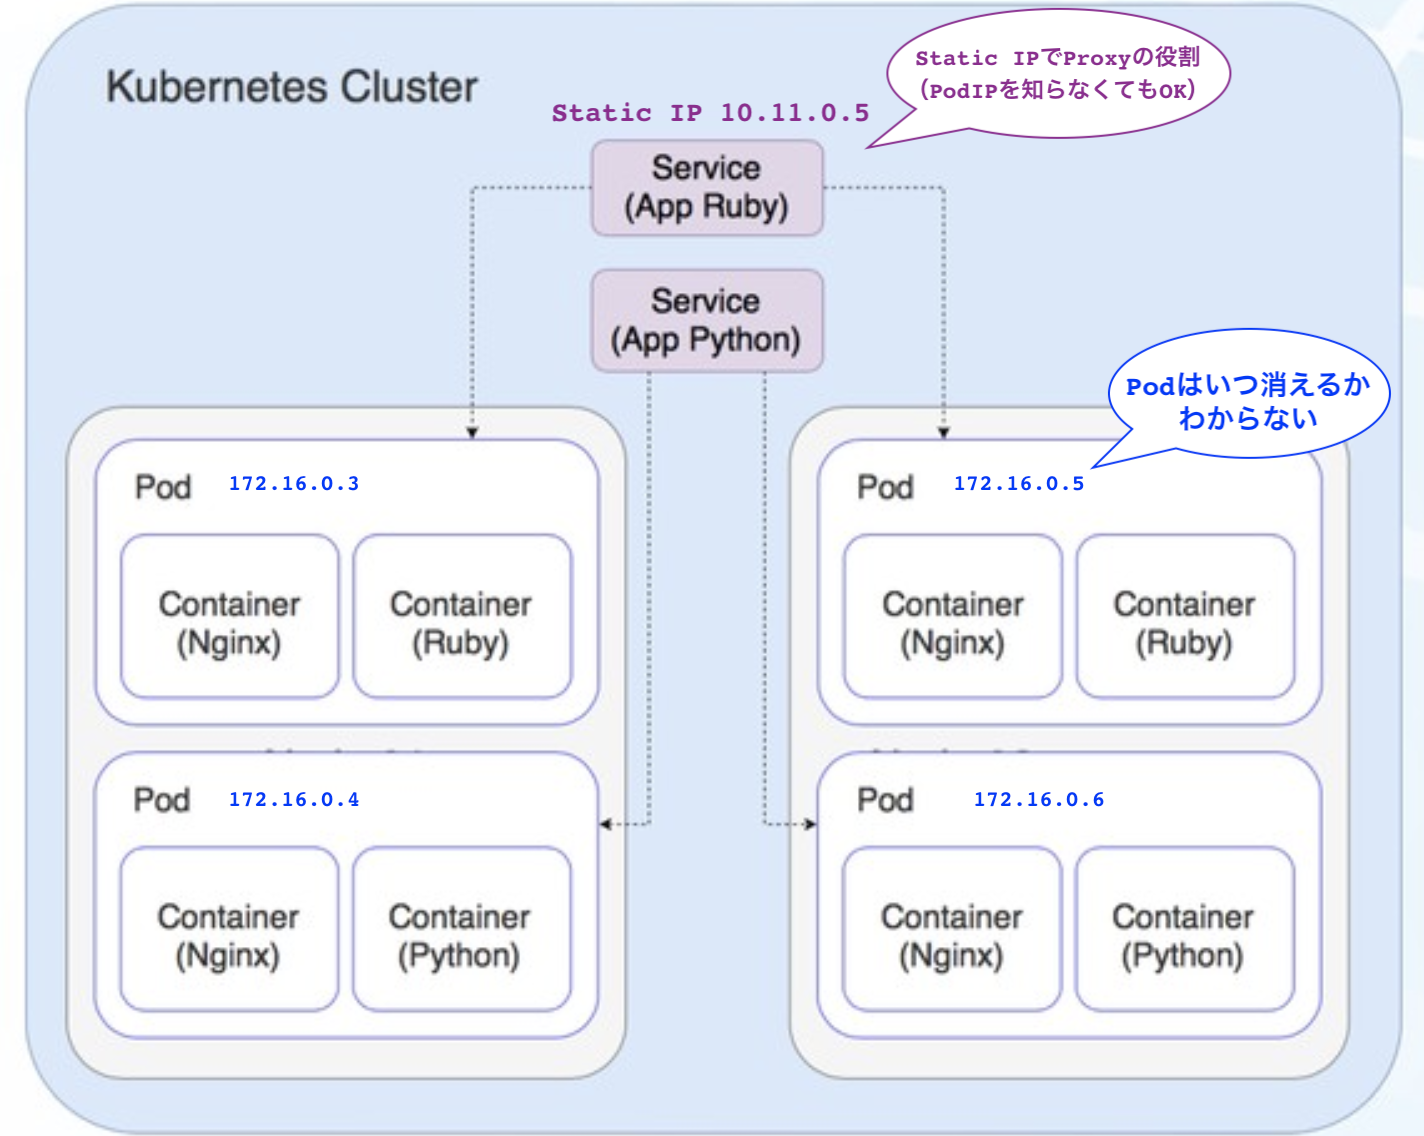 Kubernetes Cluster
Static IPでProxyの役割
(PodIPを知らなくてもOK)
Static IP 10.11.0.5
Service
(App Ruby)
Service
(App Python)
Podはいつ消えるか
わからない
Pod 172.16.0.3
Container
(Nginx)
Container
(Ruby)
Pod 172.16.0.5
Container
(Nginx)
Container
(Ruby)
Pod 172.16.0.4
Container
(Nginx)
Container
(Python)
Pod 172.16.0.6
Container
(Nginx)
Container
(Python)